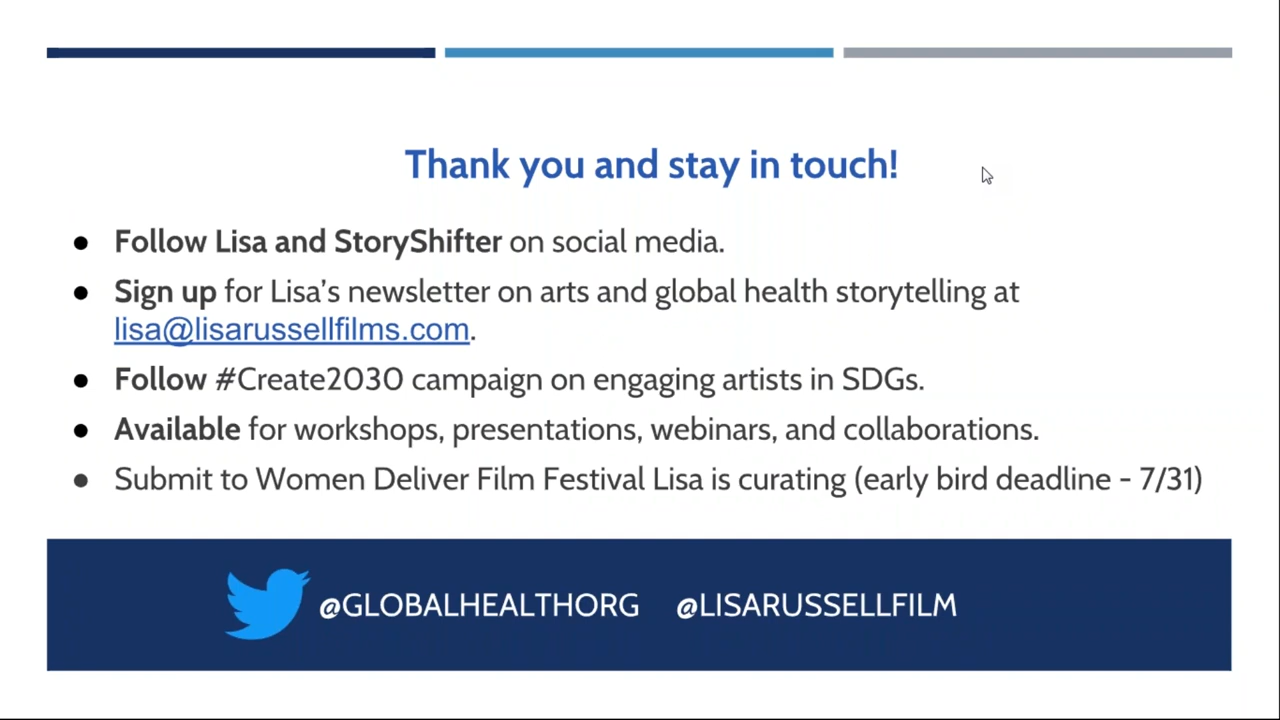 Thank you and stay in touch!
● Follow Lisa and StoryShifter on social media.
● Sign up for Lisa's newsletter on arts and global health storytelling at
lisa@lisarussellfilms.com.
● Follow #Create2030 campaign on engaging artists in SDGs.
● Available for workshops, presentations, webinars, and collaborations.
● Submit to Women Deliver Film Festival Lisa is curating (early bird deadline - 7/31)
@GLOBALHEALTHORG @LISARUSSELLFILM